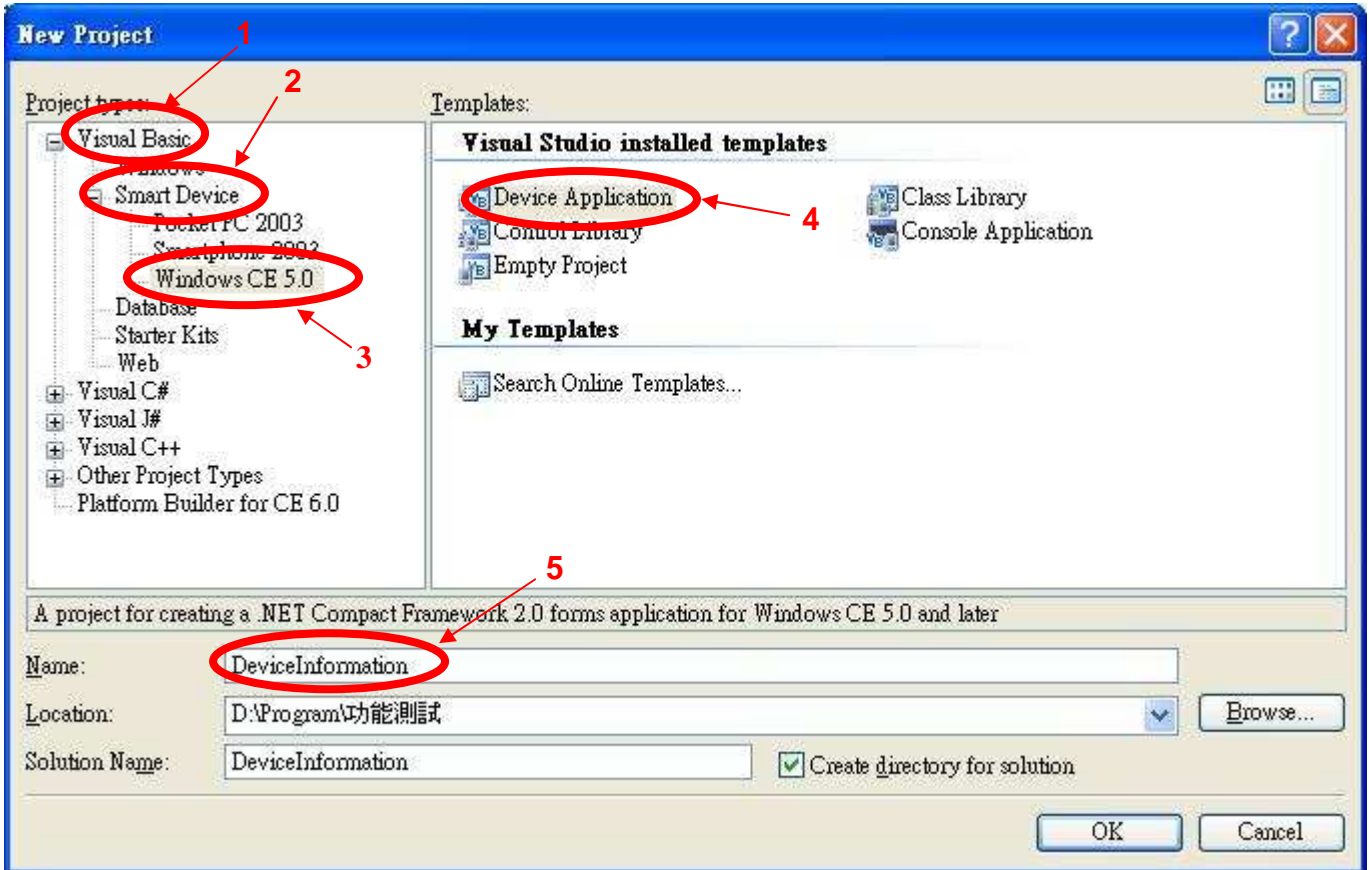 New Project
1
2
Project types:
Templates:
Visual Basic
Windows
Smart Device
Pocket PC 2003
Smartphone 2003
Windows CE 5.0
3
Database
Starter Kits
Web
Visual C#
Visual J#
Visual C++
Other Project Types
Platform Builder for CE 6.0
Visual Studio installed templates
Device Application
4
Class Library
Control Library
Console Application
Empty Project
My Templates
Search Online Templates...
5
A project for creating a .NET Compact Framework 2.0 forms application for Windows CE 5.0 and later
Name:
DeviceInformation
Location:
D:\Program\功能測試
Browse...
Solution Name:
DeviceInformation
Create directory for solution
OK
Cancel